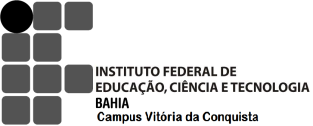 INSTITUTO FEDERAL DE
EDUCAÇÃO, CIÊNCIA E TECNOLOGIA
BAHIA
Campus Vitória da Conquista